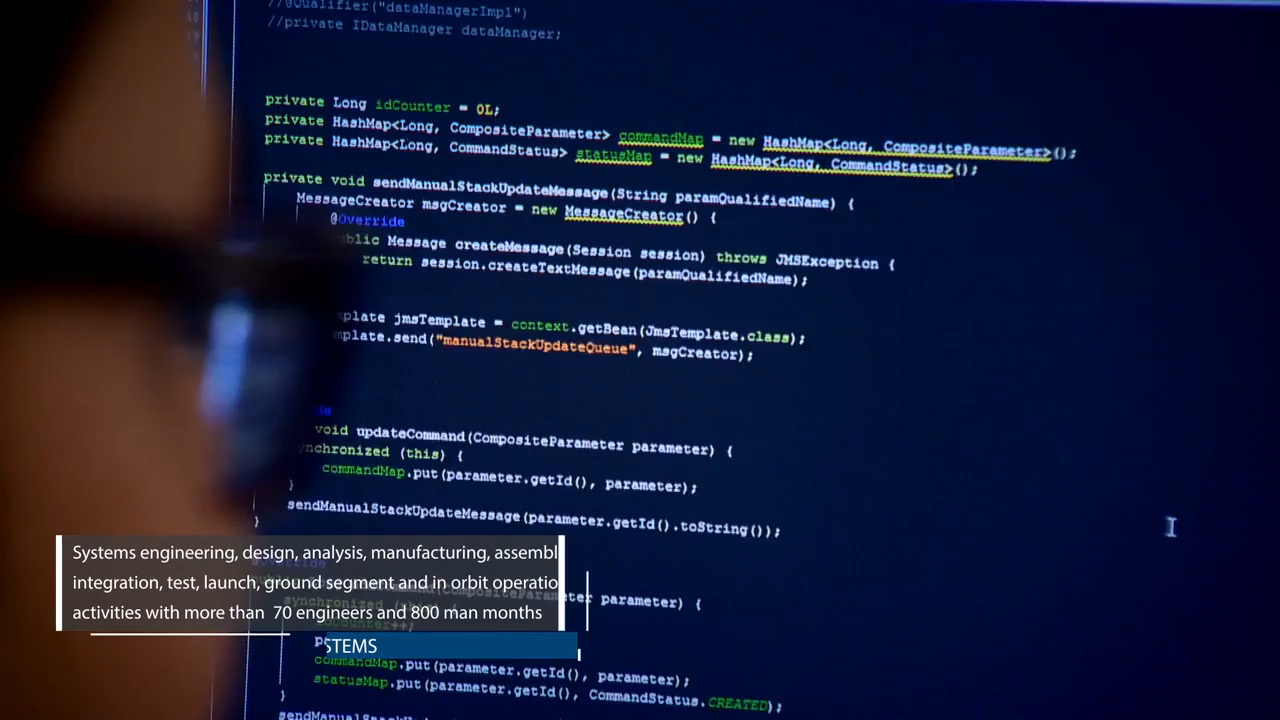 //@Qualifier("dataManagerImpl")
//private IDataManager dataManager;
private Long idCounter = 0L;
private HashMap<Long, CompositeParameter> commandMap = new HashMap<Long, CompositeParameter>();
private HashMap<Long, CommandStatus> statusMap = new HashMap<Long, CommandStatus>();
private void sendManualStackUpdateMessage(String paramQualifiedName) {
MessageCreator msgCreator = new MessageCreator() {
@Override
blic Message createMessage(Session session) throws JMSException {
return session.createTextMessage(paramQualifiedName);
plate jmsTemplate = context.getBean(JmsTemplate.class);
mplate.send("manualStackUpdateQueue", msgCreator);
void updateCommand(CompositeParameter parameter) {
ynchronized (this) {
commandMap.put(parameter.getId(), parameter);
}
sendManualStackUpdateMessage(parameter.getId().toString());
}
Systems engineering, design, analysis, manufacturing, assembl
integration, test, launch, ground segment and in orbit operatio
activities with more than 70 engineers and 800 man months
parameter) {
STEMS
commandMap.put(parameter.getId(), parameter);
statusMap.put(parameter.getId(), CommandStatus.CREATED);
}